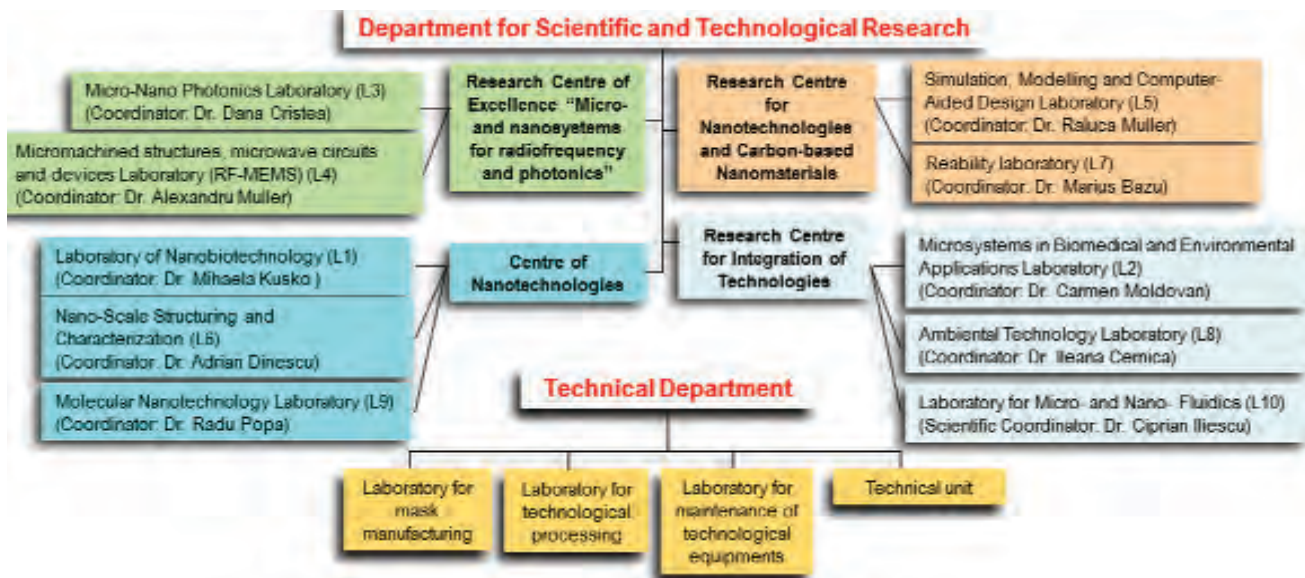 Department for Scientific and Technological Research
Micro-Nano Photonics Laboratory (L3)
(Coordinator: Dr. Dana Cristea)
Micromachined structures, microwave circuits
and devices Laboratory (RF-MEMS) (L4)
(Coordinator: Dr. Alexandru Muller)
Research Centre of
Excellence “Micro-
and nanosystems
for radiofrequency
and photonics”
Research Centre
for
Nanotechnologies
and Carbon-based
Nanomaterials
Simulation, Modelling and Computer-
Aided Design Laboratory (L5)
(Coordinator: Dr. Raluca Muller)
Reability laboratory (L7)
(Coordinator: Dr. Marius Bazu)
Laboratory of Nanobiotechnology (L1)
(Coordinator: Dr. Mihaela Kusko )
Nano-Scale Structuring and
Characterization (L6)
(Coordinator: Dr. Adrian Dinescu)
Molecular Nanotechnology Laboratory (L9)
(Coordinator: Dr. Radu Popa)
Centre of
Nanotechnologies
Research Centre
for Integration of
Technologies
Microsystems in Biomedical and Environmental
Applications Laboratory (L2)
(Coordinator: Dr. Carmen Moldovan)
Ambiental Technology Laboratory (L8)
(Coordinator: Dr. Ileana Cernica)
Laboratory for Micro- and Nano- Fluidics (L10)
(Scientific Coordinator: Dr. Ciprian Iliescu)
Technical Department
Laboratory for
mask
manufacturing
Laboratory for
technological
processing
Laboratory for
maintenance of
technological
equipments
Technical unit